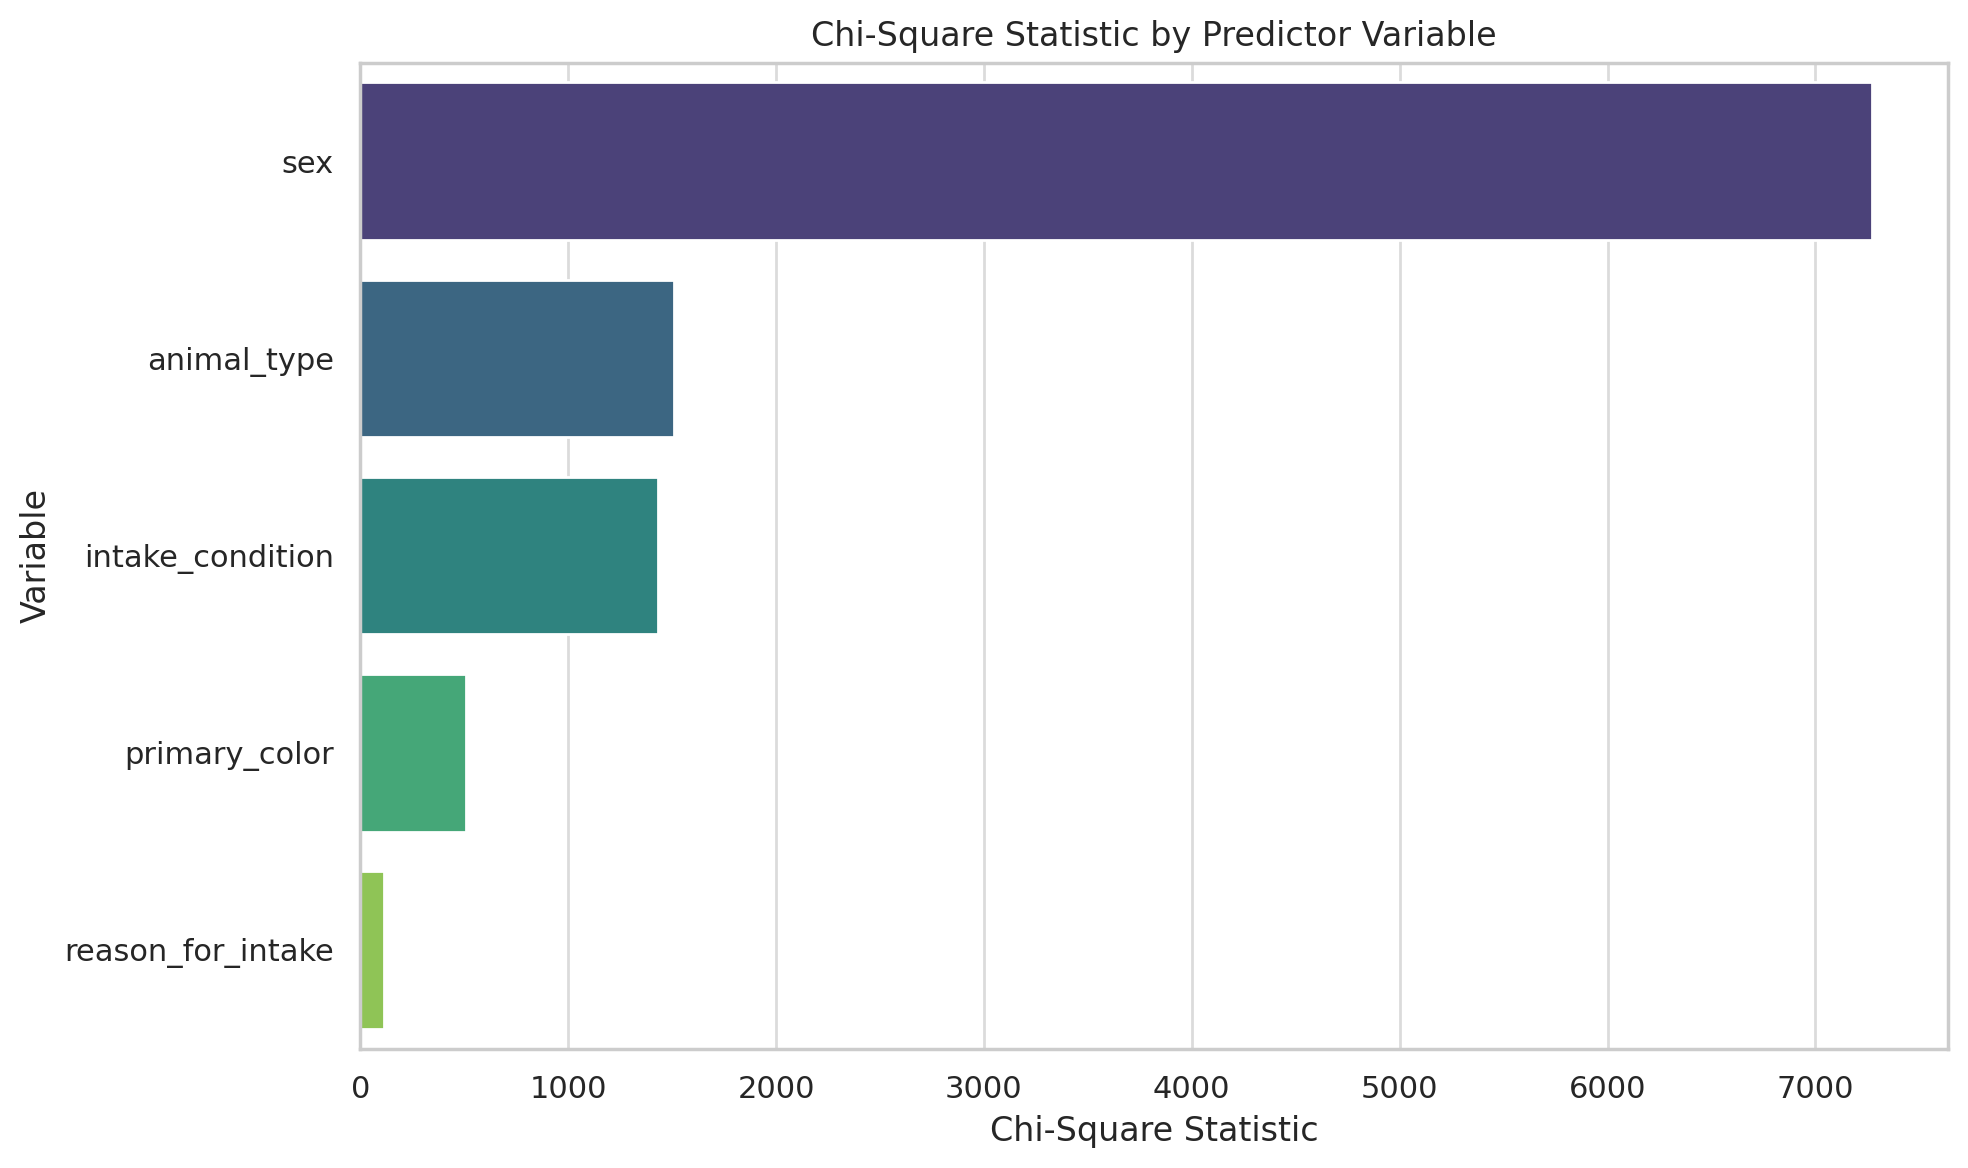 Chi-Square Statistic by Predictor Variable
Variable
sex
animal_type
intake_condition
primary_color
reason_for_intake
0 1000 2000 3000 4000 5000 6000 7000
Chi-Square Statistic